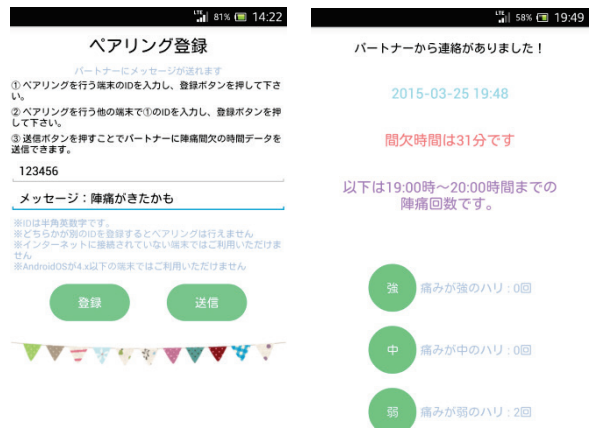 LTE 81% 14:22
ペアリング登録
パートナーにメッセージが送れます
① ペアリングを行う端末のIDを入力し、登録ボタンを押して下さ
い。
② ペアリングを行う他の端末で①のIDを入力し、登録ボタンを押
して下さい。
③ 送信ボタンを押すことでパートナーに陣痛間欠の時間データを
送信できます。
123456
メッセージ：陣痛がきたかも
※IDは半角英数字です。
※どちらかが別のIDを登録するとペアリングは行えません
※インターネットに接続されていない端末ではご利用いただけま
せん
※AndroidOSが4.x以下の端末ではご利用いただけません
登録
送信
LTE 58% 19:49
パートナーから連絡がありました！
2015-03-25 19:48
間欠時間は31分です
以下は19:00時～20:00時間までの
陣痛回数です。
強 痛みが強のハリ : 0回
中 痛みが中のハリ : 0回
弱 痛みが弱のハリ : 2回